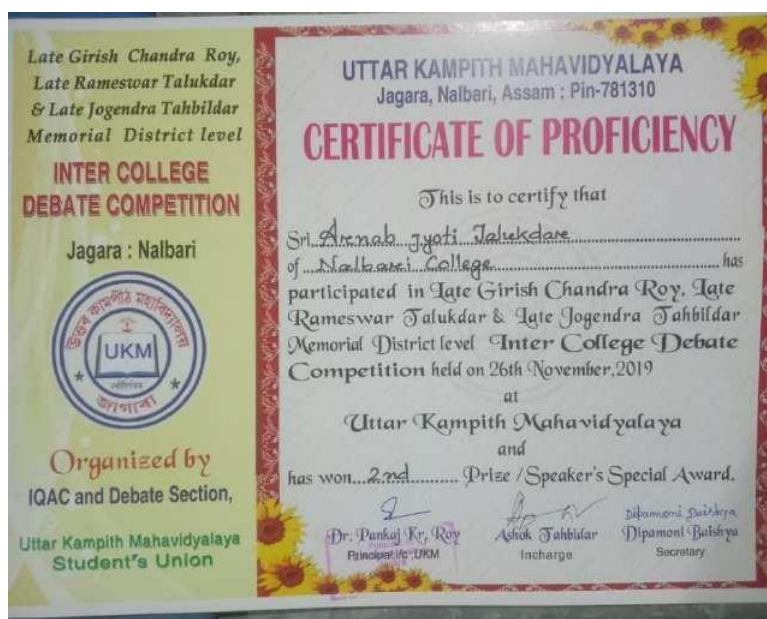 Late Girish Chandra Roy,
Late Rameswar Talukdar
& Late Jogendra Tahbildar
Memorial District level
INTER COLLEGE
DEBATE COMPETITION
Jagara : Nalbari
উত্তৰ কামপীঠ মহাবিদ্যালয়
UKM
জাগাৰা
Organized by
IQAC and Debate Section,
Uttar Kampith Mahavidyalaya
Student's Union
UTTAR KAMPITH MAHAVIDYALAYA
Jagara, Nalbari, Assam : Pin-781310
CERTIFICATE OF PROFICIENCY
This is to certify that
Sri Arnab Jyoti Talukdar
of Nalbari College has
participated in Late Girish Chandra Roy, Late
Rameswar Talukdar & Late Jogendra Tahbildar
Memorial District level Inter College Debate
Competition held on 26th November,2019
at
Uttar Kampith Mahavidyalaya
and
has won...2nd.......... Prize / Speaker's Special Award.
Dipamoni Baishya
Dr. Pankaj Kr, Roy Ashok Tahbidar Dipamoni Baishya
Principal i/c ,UKM Incharge Secretary